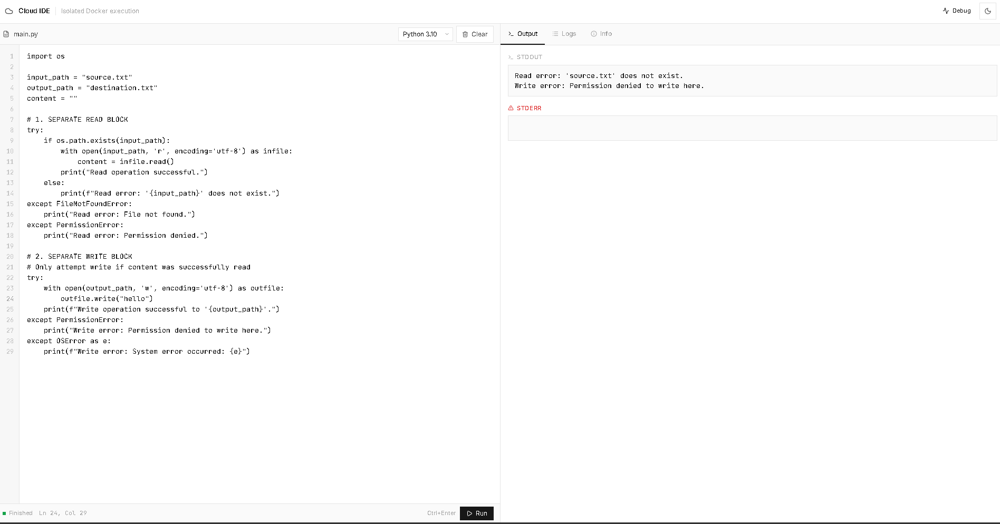 Cloud IDE Isolated Docker execution Debug
main.py Python 3.10 Clear
1 import os
2
3 input_path = "source.txt"
4 output_path = "destination.txt"
5 content = ""
6
7 # 1. SEPARATE READ BLOCK
8 try:
9     if os.path.exists(input_path):
10         with open(input_path, 'r', encoding='utf-8') as infile:
11             content = infile.read()
12         print("Read operation successful.")
13     else:
14         print(f"Read error: '{input_path}' does not exist.")
15 except FileNotFoundError:
16     print("Read error: File not found.")
17 except PermissionError:
18     print("Read error: Permission denied.")
19
20 # 2. SEPARATE WRITE BLOCK
21 # Only attempt write if content was successfully read
22 try:
23     with open(output_path, 'w', encoding='utf-8') as outfile:
24         outfile.write("hello")
25     print(f"Write operation successful to '{output_path}'.")
26 except PermissionError:
27     print("Write error: Permission denied to write here.")
28 except OSError as e:
29     print(f"Write error: System error occurred: {e}")
Finished Ln 24, Col 29 Ctrl+Enter Run
Output Logs Info
STDOUT
Read error: 'source.txt' does not exist.
Write error: Permission denied to write here.
STDERR